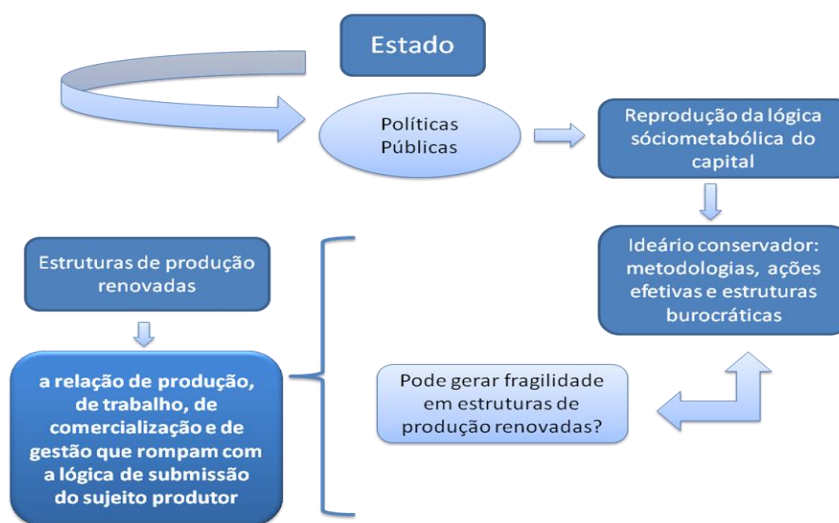 Estado
Políticas
Públicas
Reprodução da lógica
sóciometabólica do
capital
Ideário conservador:
metodologias, ações
efetivas e estruturas
burocráticas
Pode gerar fragilidade
em estruturas de
produção renovadas?
Estruturas de produção
renovadas
a relação de produção,
de trabalho, de
comercialização e de
gestão que rompam com
a lógica de submissão
do sujeito produtor